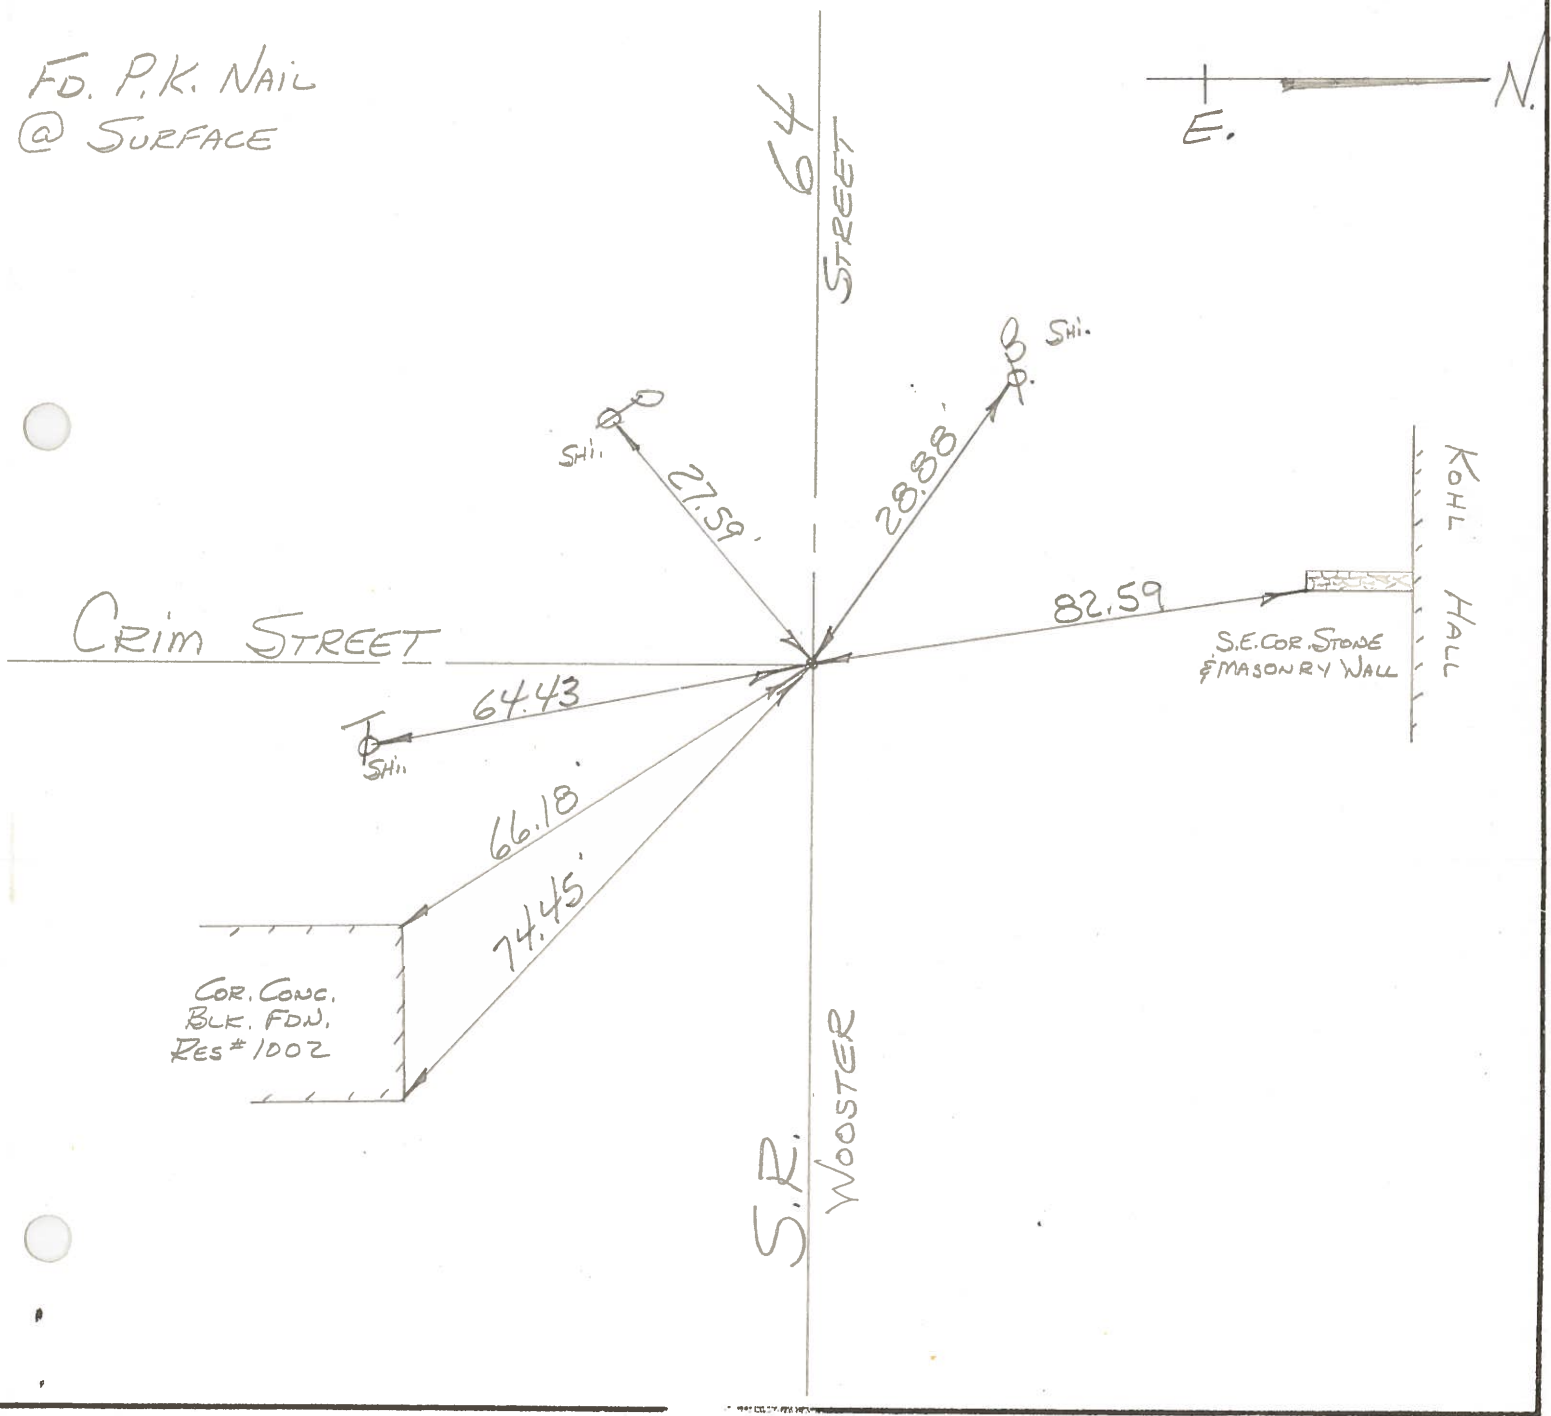 FD. P.K. NAIL
@ SURFACE
N.
E.
S.R. 64
WOOSTER STREET
SHI.
SHI.
27.59'
28.88'
82.59
KOHL HALL
S.E. COR. STONE
& MASONRY WALL
CRIM STREET
64.43
SHI.
66.18'
74.45'
COR. CONC.
BLK. FDN.
RES # 1002